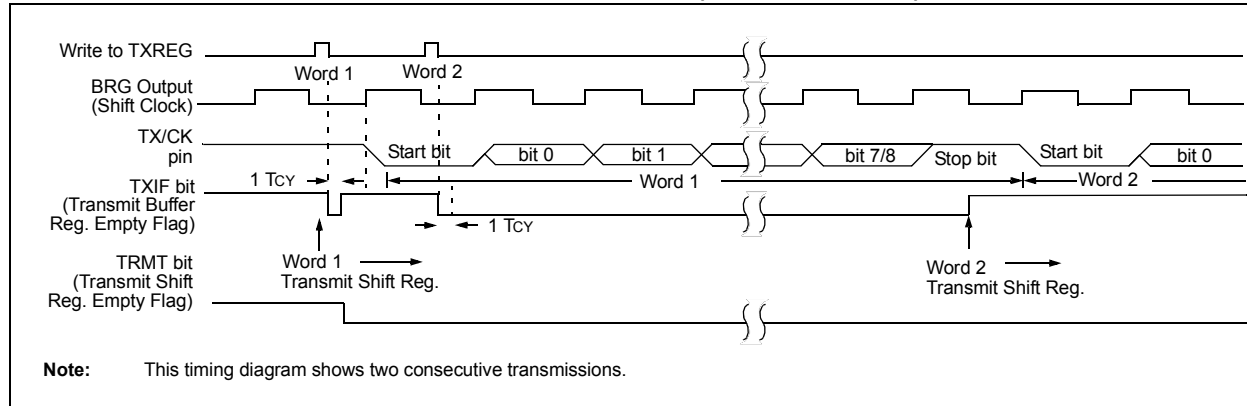 Write to TXREG
Word 1
Word 2
BRG Output
(Shift Clock)
TX/CK
pin
Start bit
bit 0
bit 1
bit 7/8
Stop bit
Start bit
bit 0
1 TCY
Word 1
Word 2
TXIF bit
(Transmit Buffer
Reg. Empty Flag)
1 TCY
Word 1
Transmit Shift Reg.
Word 2
Transmit Shift Reg.
TRMT bit
(Transmit Shift
Reg. Empty Flag)
Note: This timing diagram shows two consecutive transmissions.